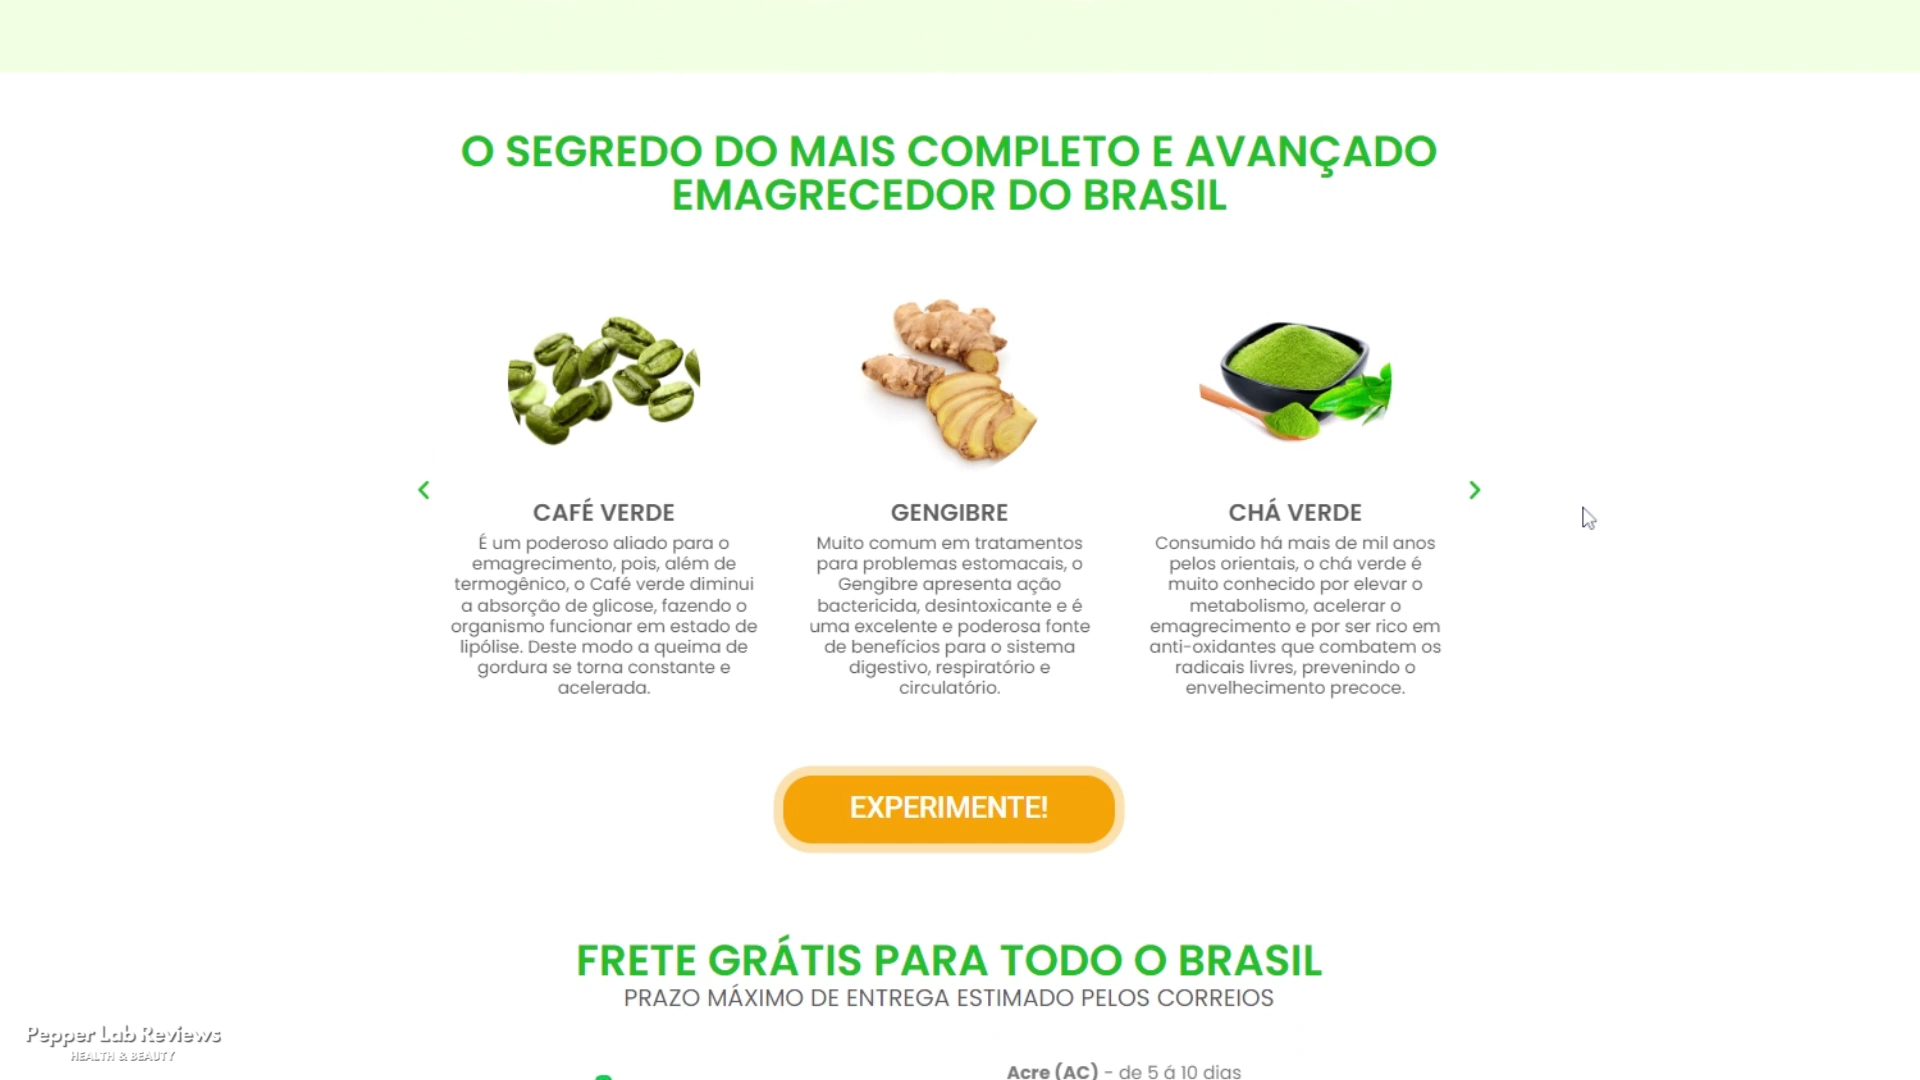 O SEGREDO DO MAIS COMPLETO E AVANÇADO
EMAGRECEDOR DO BRASIL
CAFÉ VERDE
É um poderoso aliado para o
emagrecimento, pois, além de
termogênico, o Café verde diminui
a absorção de glicose, fazendo o
organismo funcionar em estado de
lipólise. Deste modo a queima de
gordura se torna constante e
acelerada.
GENGIBRE
Muito comum em tratamentos
para problemas estomacais, o
Gengibre apresenta ação
bactericida, desintoxicante e é
uma excelente e poderosa fonte
de benefícios para o sistema
digestivo, respiratório e
circulatório.
CHÁ VERDE
Consumido há mais de mil anos
pelos orientais, o chá verde é
muito conhecido por elevar o
metabolismo, acelerar o
emagrecimento e por ser rico em
anti-oxidantes que combatem os
radicais livres, prevenindo o
envelhecimento precoce.
EXPERIMENTE!
FRETE GRÁTIS PARA TODO O BRASIL
PRAZO MÁXIMO DE ENTREGA ESTIMADO PELOS CORREIOS
Acre (AC) - de 5 á 10 dias
Pepper Lab Reviews
HEALTH & BEAUTY